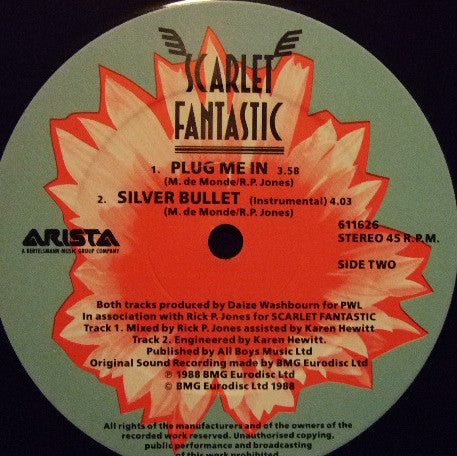 SCARLET
FANTASTIC
1. PLUG ME IN 3.58
(M. de Monde/R.P. Jones)
2. SILVER BULLET (Instrumental) 4.03
(M. de Monde/R.P. Jones)
ARISTA
A BERTELSMANN MUSIC GROUP COMPANY
611626
STEREO 45 R.P.M.
SIDE TWO
Both tracks produced by Daize Washbourn for PWL
In association with Rick P. Jones for SCARLET FANTASTIC
Track 1. Mixed by Rick P. Jones assisted by Karen Hewitt
Track 2. Engineered by Karen Hewitt.
Published by All Boys Music Ltd
Original Sound Recording made by BMG Eurodisc Ltd
℗ 1988 BMG Eurodisc Ltd
© BMG Eurodisc Ltd 1988
All rights of the manufacturers and of the owners of the
recorded work reserved. Unauthorised copying,
public performance and broadcasting
of this work prohibited